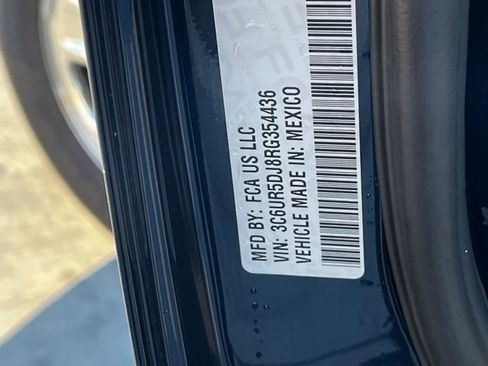 MFD BY: FCA US LLC
VIN: 3C6UR5DJ8RG354436
VEHICLE MADE IN: MEXICO